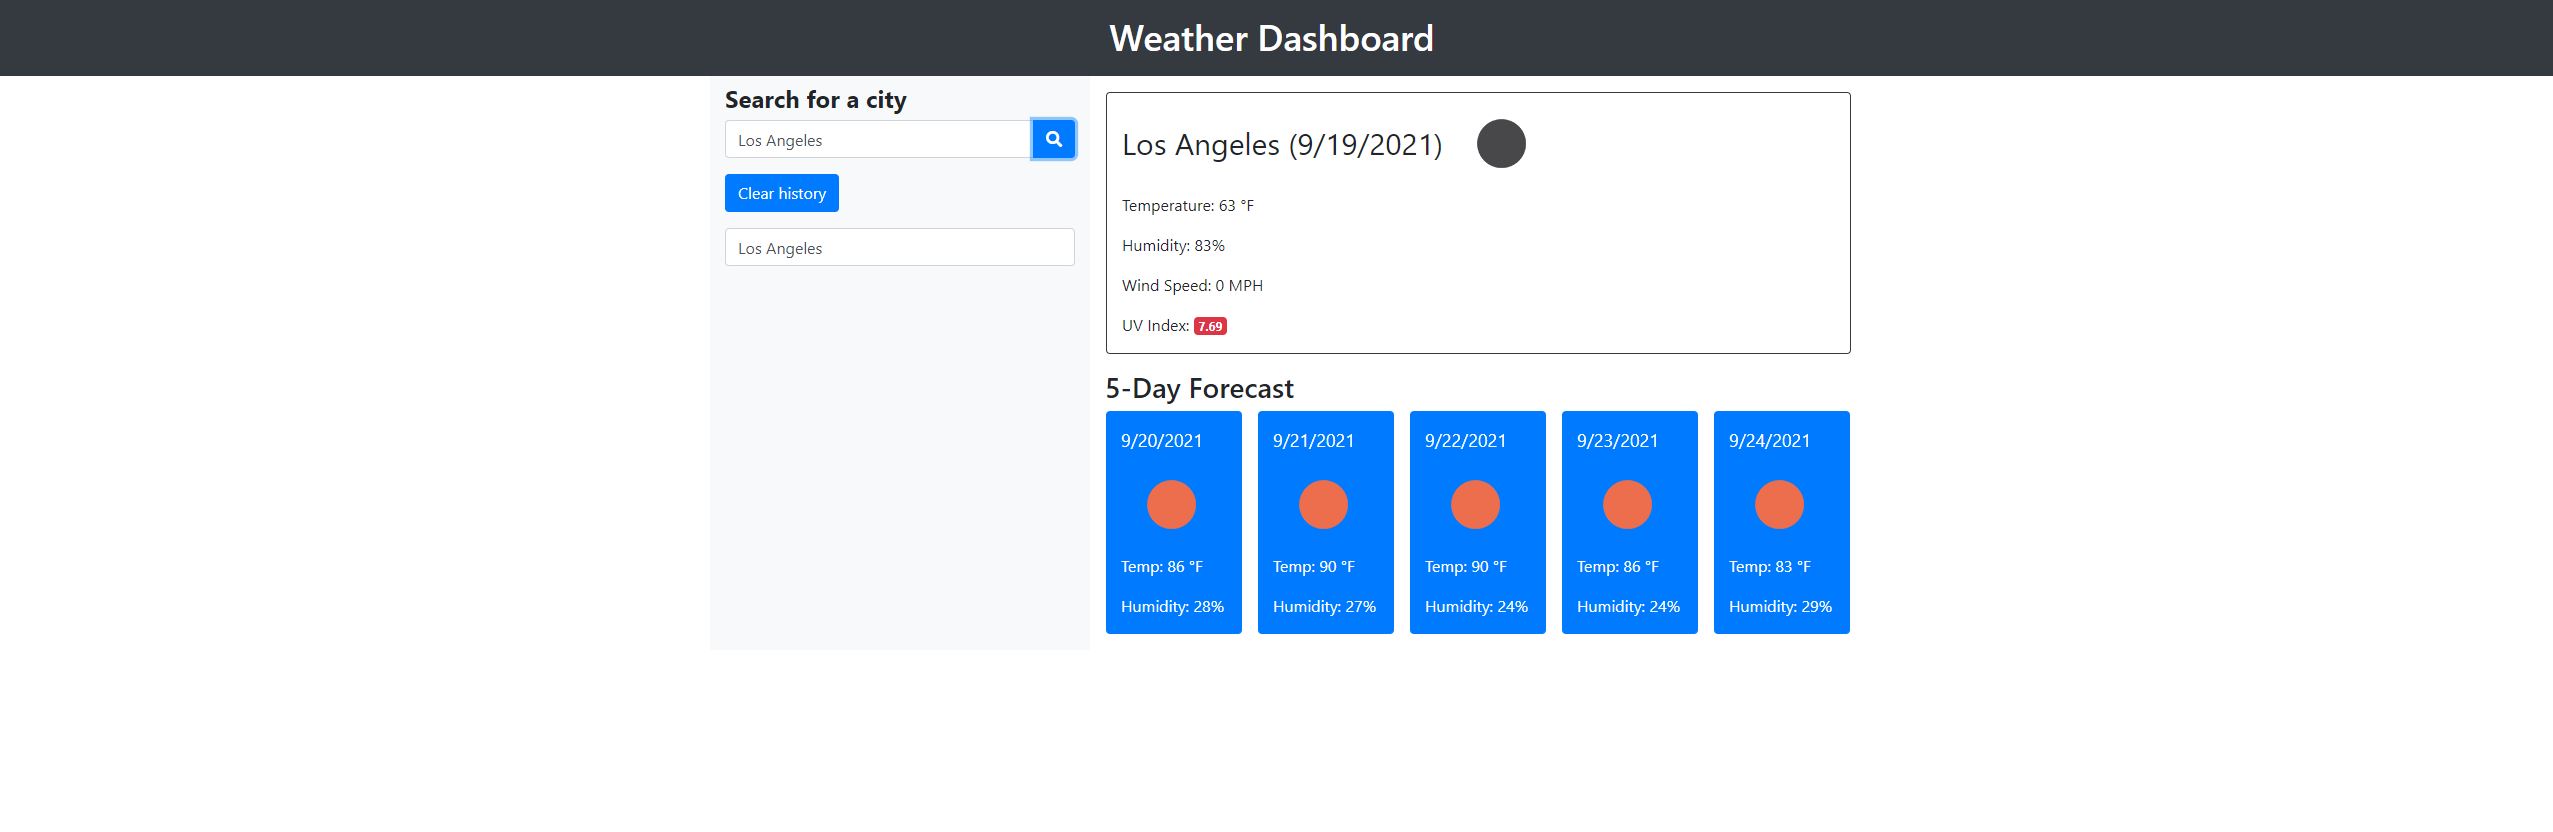 Weather Dashboard
Search for a city
Los Angeles
Clear history
Los Angeles
Los Angeles (9/19/2021)
Temperature: 63 °F
Humidity: 83%
Wind Speed: 0 MPH
UV Index: 7.69
5-Day Forecast
9/20/2021
Temp: 86 °F
Humidity: 28%
9/21/2021
Temp: 90 °F
Humidity: 27%
9/22/2021
Temp: 90 °F
Humidity: 24%
9/23/2021
Temp: 86 °F
Humidity: 24%
9/24/2021
Temp: 83 °F
Humidity: 29%